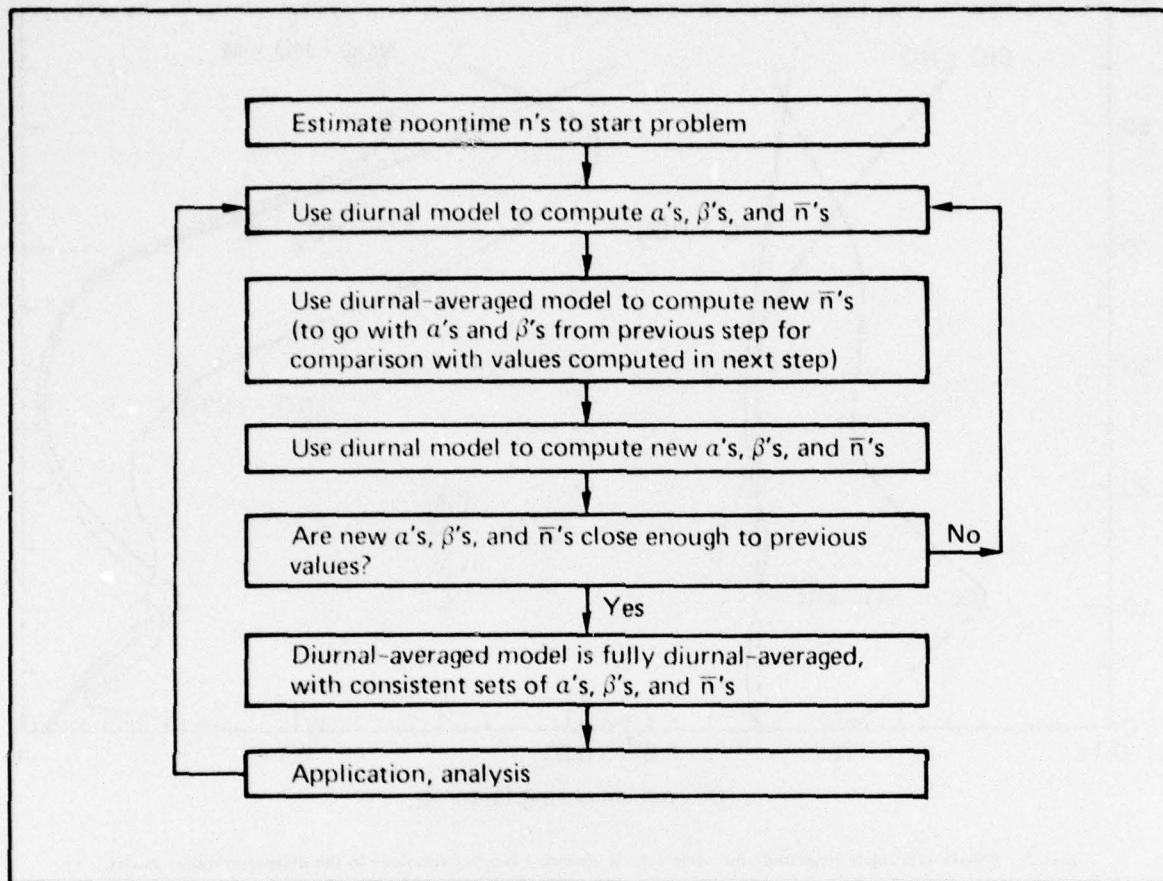 Estimate noontime n's to start problem
Use diurnal model to compute α's, β's, and n̅'s
Use diurnal-averaged model to compute new n̅'s
(to go with α's and β's from previous step for
comparison with values computed in next step)
Use diurnal model to compute new α's, β's, and n̅'s
Are new α's, β's, and n̅'s close enough to previous
values?
No
Yes
Diurnal-averaged model is fully diurnal-averaged,
with consistent sets of α's, β's, and n̅'s
Application, analysis